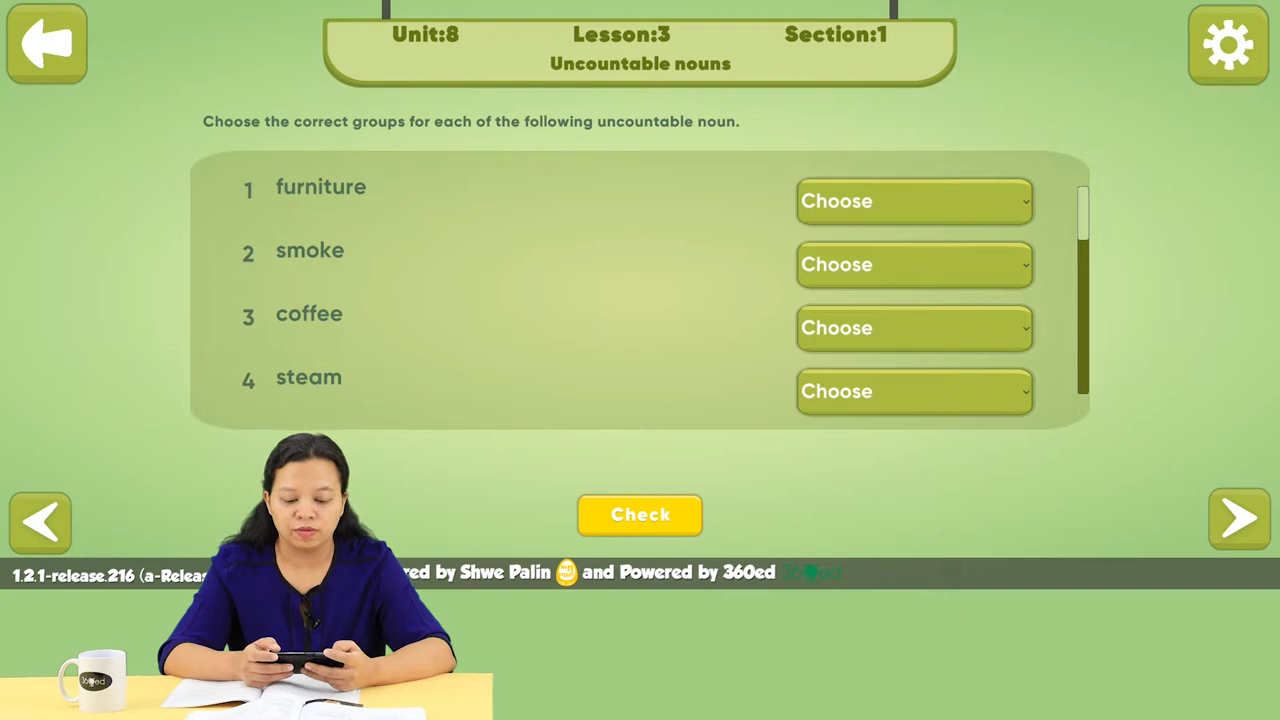 Unit:8 Lesson:3 Section:1
Uncountable nouns
Choose the correct groups for each of the following uncountable noun.
1 furniture Choose
2 smoke Choose
3 coffee Choose
4 steam Choose
Check
1.2.1-release.216 (a-Releas
red by Shwe Palin and Powered by 360ed 360ed
360ed